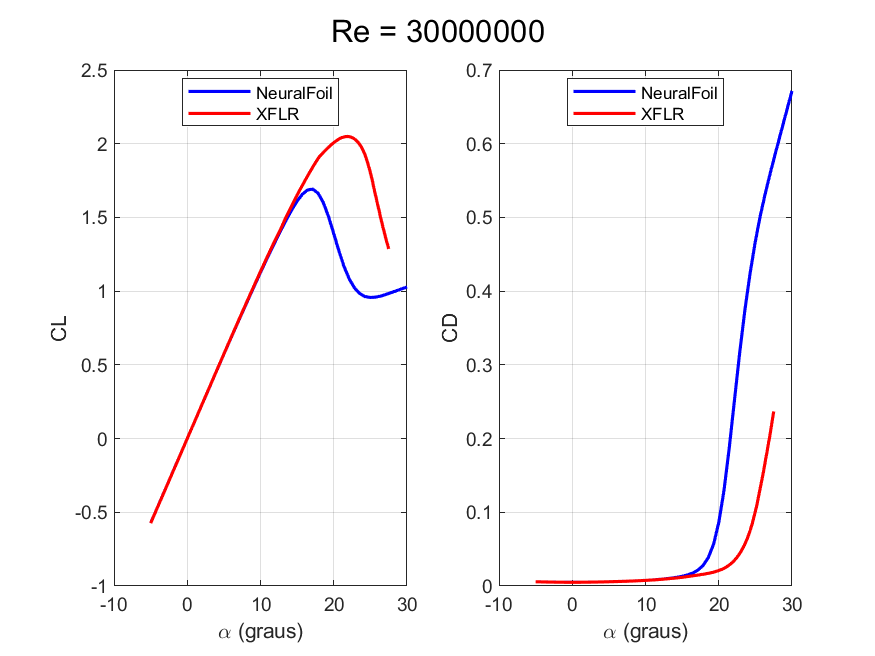 Re = 30000000
NeuralFoil
XFLR
2.5
2
1.5
1
0.5
0
-0.5
-1
CL
-10
0
10
20
30
α (graus)
NeuralFoil
XFLR
0.7
0.6
0.5
0.4
0.3
0.2
0.1
0
CD
-10
0
10
20
30
α (graus)